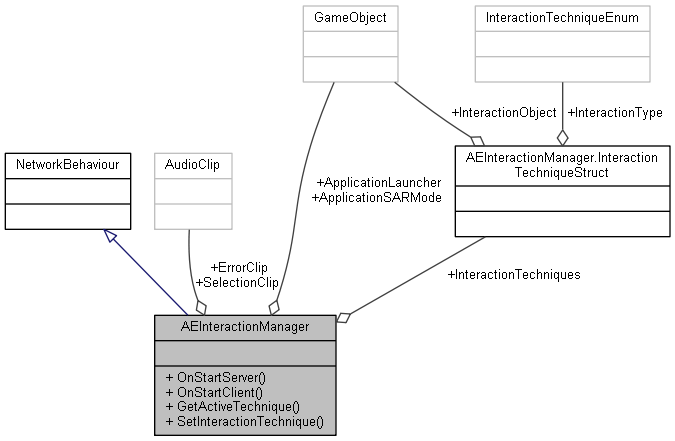 GameObject
InteractionTechniqueEnum
+InteractionObject
+InteractionType
NetworkBehaviour
AudioClip
AEInteractionManager.Interaction
TechniqueStruct
+ApplicationLauncher
+ApplicationSARMode
+ErrorClip
+SelectionClip
+InteractionTechniques
AEInteractionManager
+ OnStartServer()
+ OnStartClient()
+ GetActiveTechnique()
+ SetInteractionTechnique()